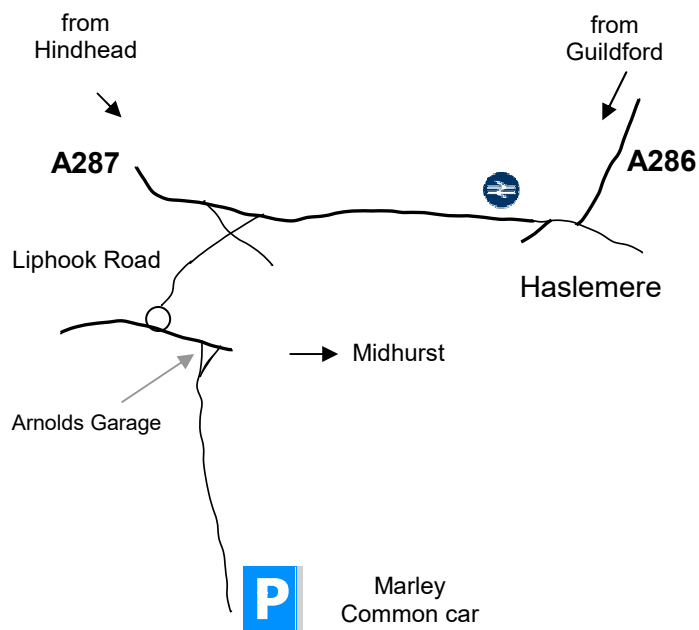 from
Hindhead
from
Guildford
A287
A286
Liphook Road
Haslemere
Midhurst
Arnolds Garage
P
Marley
Common car